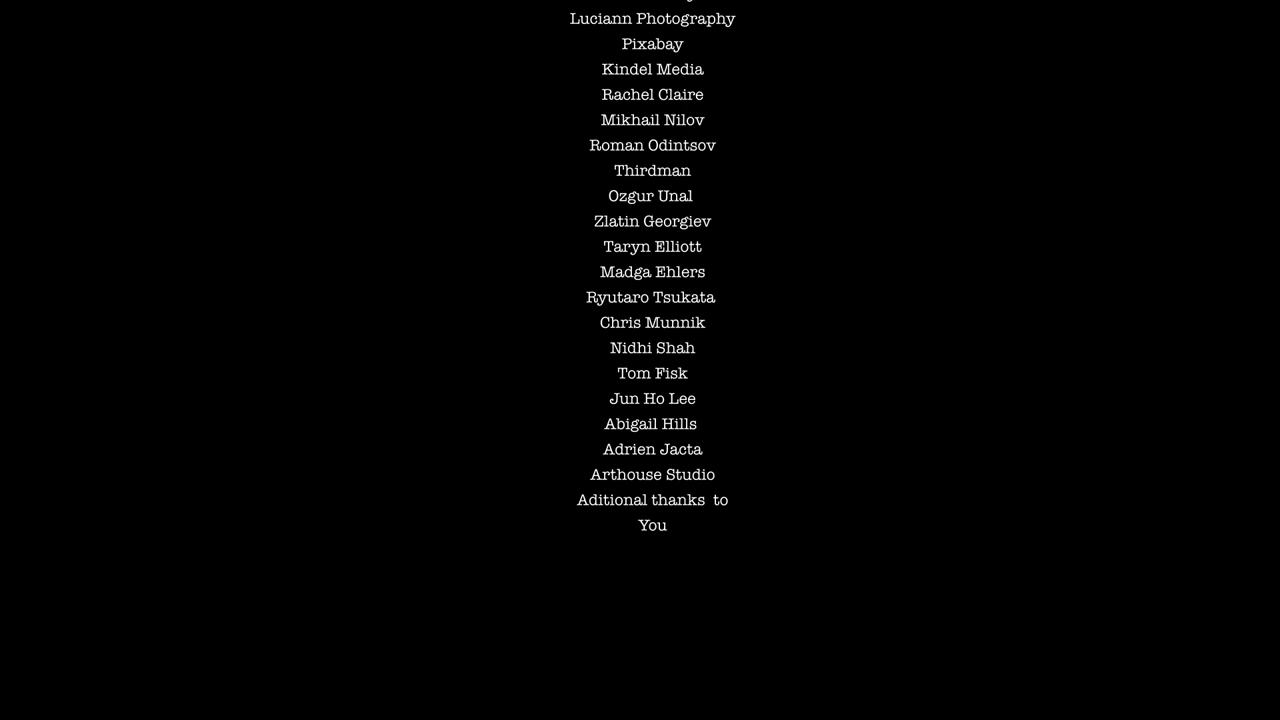 Luciann Photography
Pixabay
Kindel Media
Rachel Claire
Mikhail Nilov
Roman Odintsov
Thirdman
Ozgur Unal
Zlatin Georgiev
Taryn Elliott
Madga Ehlers
Ryutaro Tsukata
Chris Munnik
Nidhi Shah
Tom Fisk
Jun Ho Lee
Abigail Hills
Adrien Jacta
Arthouse Studio
Aditional thanks  to
You